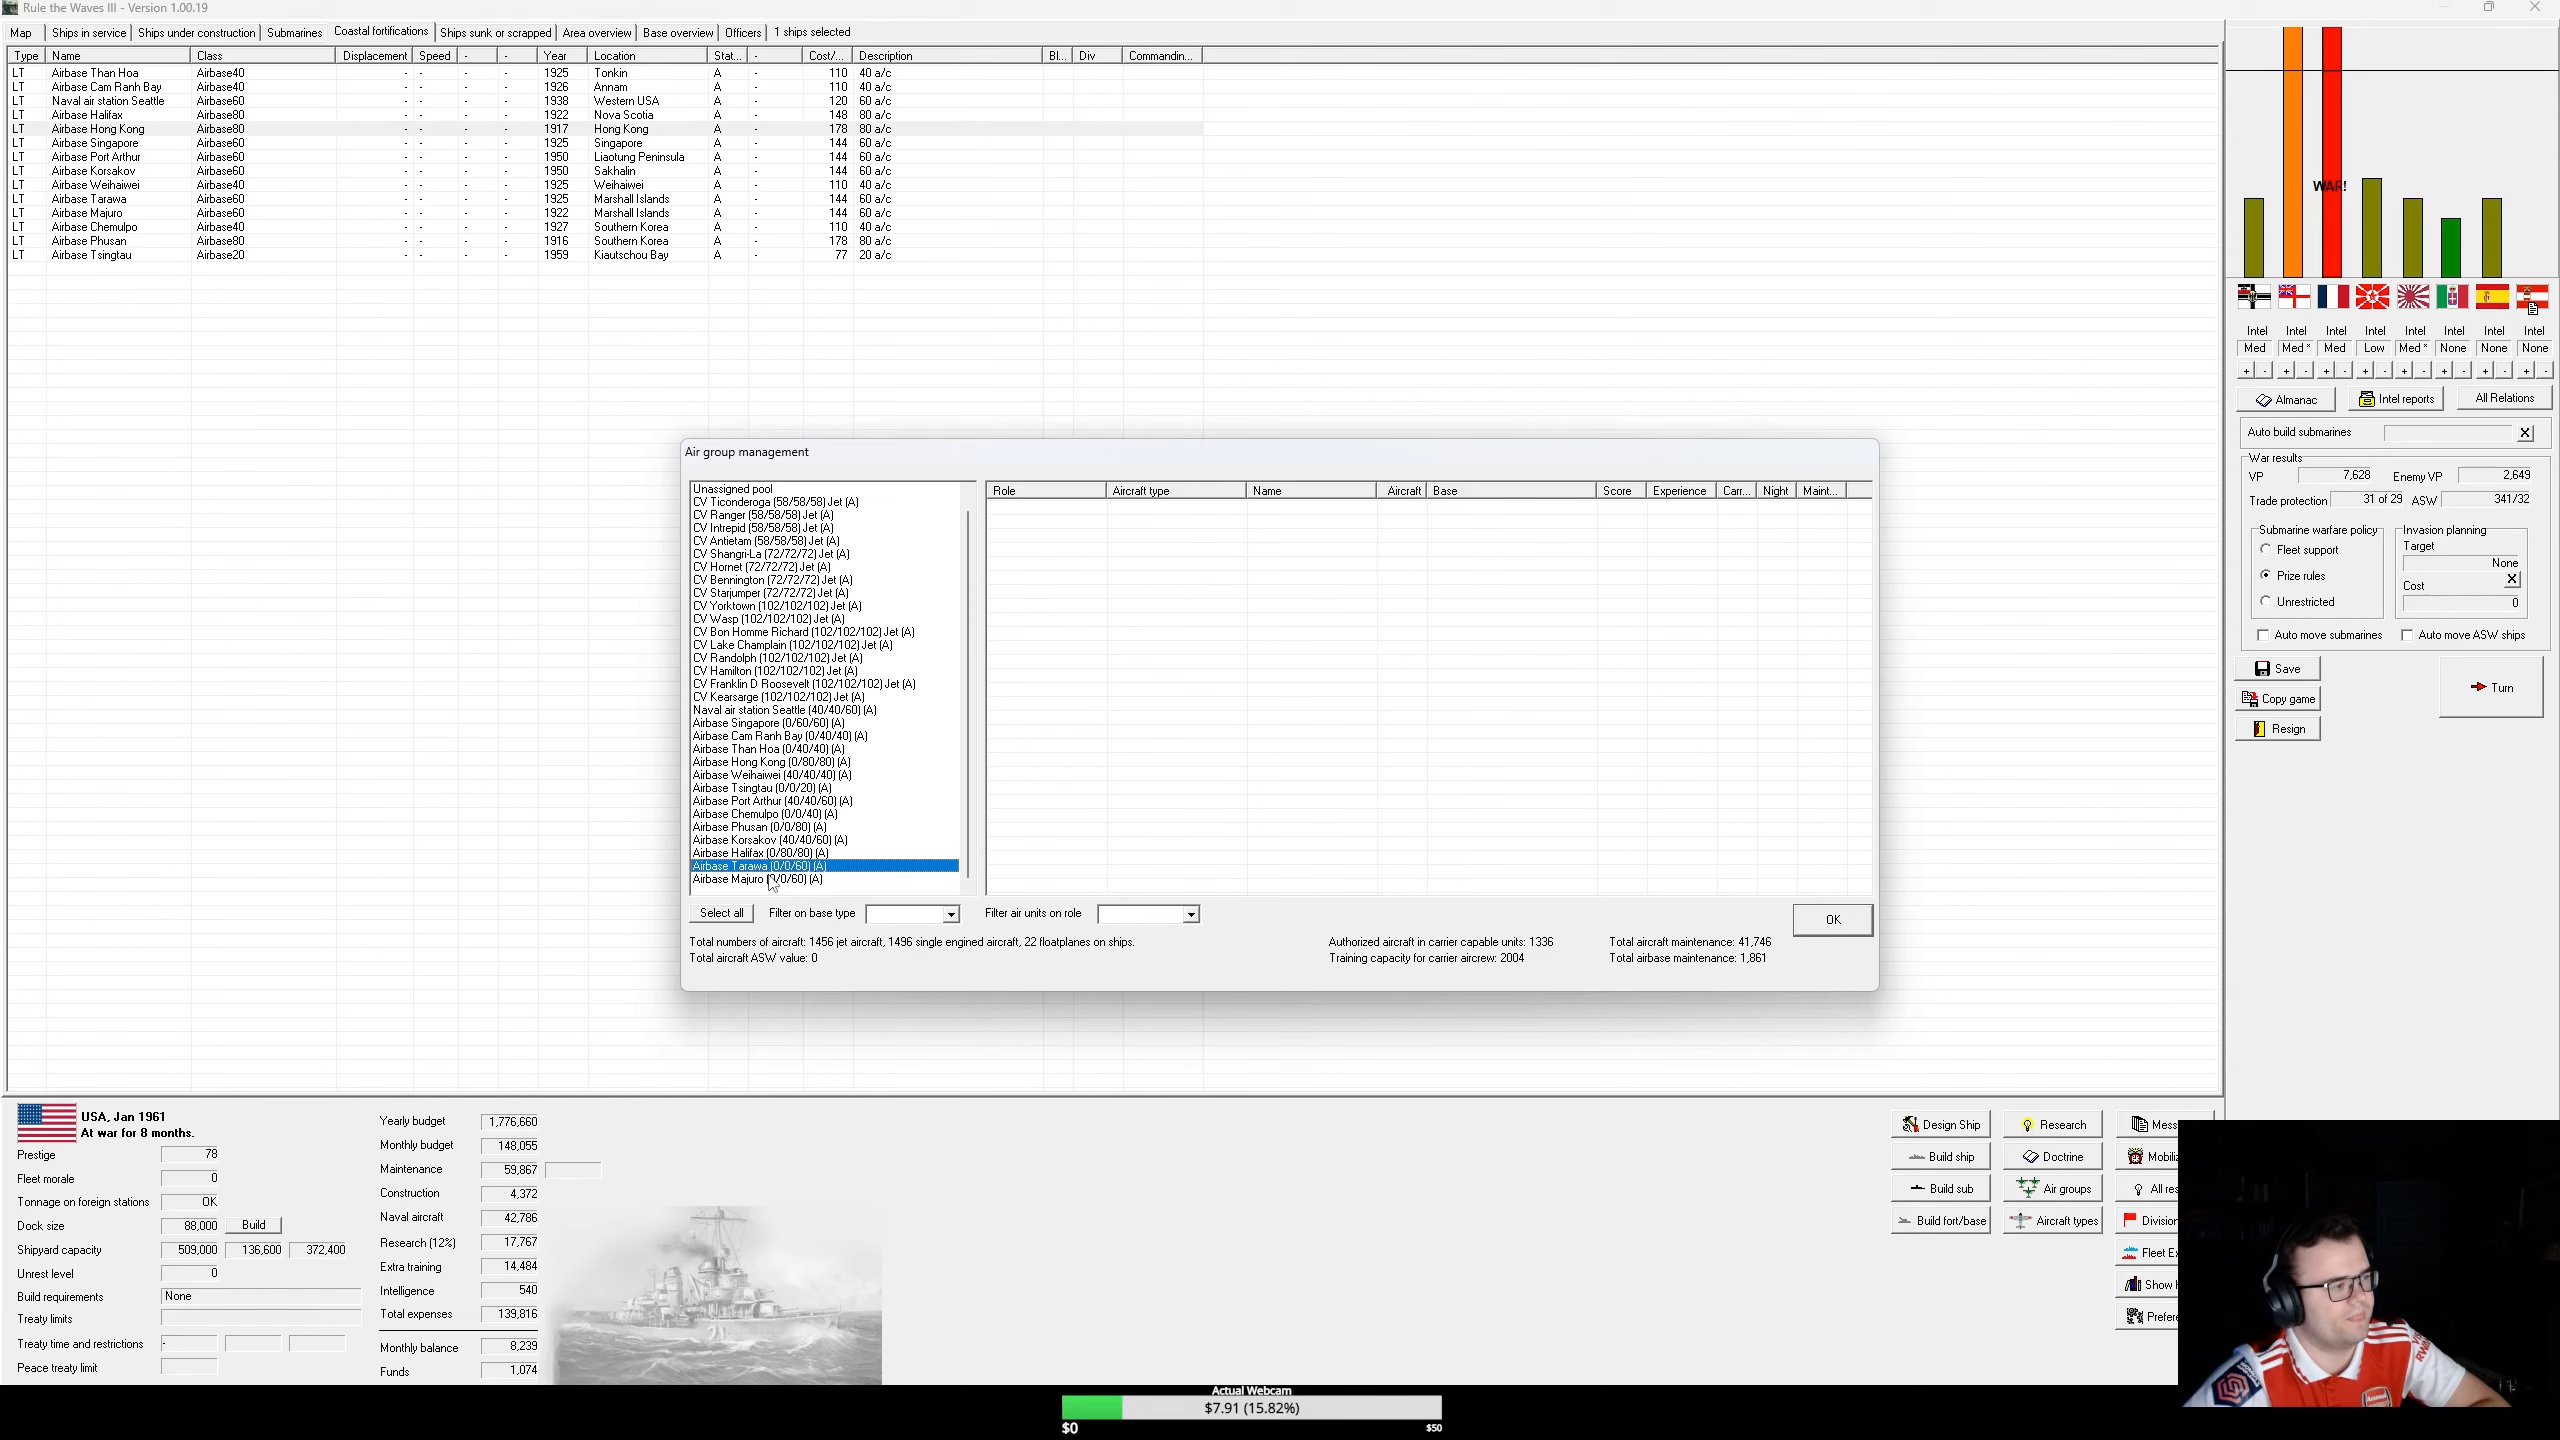 Rule the Waves III - Version 1.00.19
Map Ships in service Ships under construction Submarines Coastal fortifications Ships sunk or scrapped Area overview Base overview Officers 1 ships selected
Type Name Class Displacement Speed - - Year Location Stat... - Cost/... Description Bl... Div Commandin...
LT Airbase Than Hoa Airbase40 - - - - 1925 Tonkin A - 110 40 a/c
LT Airbase Cam Ranh Bay Airbase40 - - - - 1926 Annam A - 110 40 a/c
LT Naval air station Seattle Airbase60 - - - - 1938 Western USA A - 120 60 a/c
LT Airbase Halifax Airbase80 - - - - 1922 Nova Scotia A - 148 80 a/c
LT Airbase Hong Kong Airbase80 - - - - 1917 Hong Kong A - 178 80 a/c
LT Airbase Singapore Airbase60 - - - - 1925 Singapore A - 144 60 a/c
LT Airbase Port Arthur Airbase60 - - - - 1950 Liaotung Peninsula A - 144 60 a/c
LT Airbase Korsakov Airbase60 - - - - 1950 Sakhalin A - 144 60 a/c
LT Airbase Weihaiwei Airbase40 - - - - 1925 Weihaiwei A - 110 40 a/c
LT Airbase Tarawa Airbase60 - - - - 1925 Marshall Islands A - 144 60 a/c
LT Airbase Majuro Airbase60 - - - - 1922 Marshall Islands A - 144 60 a/c
LT Airbase Chemulpo Airbase40 - - - - 1927 Southern Korea A - 110 40 a/c
LT Airbase Phusan Airbase80 - - - - 1916 Southern Korea A - 178 80 a/c
LT Airbase Tsingtau Airbase20 - - - - 1959 Kiautschou Bay A - 77 20 a/c
WAR!
Intel Intel Intel Intel Intel Intel Intel Intel
Med Med * Med Low Med * None None None
+ - + - + - + - + - + - + - + -
Almanac Intel reports All Relations
Auto build submarines X
War results
VP 7,628 Enemy VP 2,649
Trade protection 31 of 29 ASW 341/32
Submarine warfare policy Invasion planning
Fleet support Target
None
Prize rules X
Cost
Unrestricted 0
Auto move submarines Auto move ASW ships
Save
Turn
Copy game
Resign
Air group management
Unassigned pool
CV Ticonderoga (58/58/58) Jet (A)
CV Ranger (58/58/58) Jet (A)
CV Intrepid (58/58/58) Jet (A)
CV Antietam (58/58/58) Jet (A)
CV Shangri-La (72/72/72) Jet (A)
CV Hornet (72/72/72) Jet (A)
CV Bennington (72/72/72) Jet (A)
CV Starjumper (72/72/72) Jet (A)
CV Yorktown (102/102/102) Jet (A)
CV Wasp (102/102/102) Jet (A)
CV Bon Homme Richard (102/102/102) Jet (A)
CV Lake Champlain (102/102/102) Jet (A)
CV Randolph (102/102/102) Jet (A)
CV Hamilton (102/102/102) Jet (A)
CV Franklin D Roosevelt (102/102/102) Jet (A)
CV Kearsarge (102/102/102) Jet (A)
Naval air station Seattle (40/40/60) (A)
Airbase Singapore (0/60/60) (A)
Airbase Cam Ranh Bay (0/40/40) (A)
Airbase Than Hoa (0/40/40) (A)
Airbase Hong Kong (0/80/80) (A)
Airbase Weihaiwei (40/40/40) (A)
Airbase Tsingtau (0/0/20) (A)
Airbase Port Arthur (40/40/60) (A)
Airbase Chemulpo (0/0/40) (A)
Airbase Phusan (0/0/80) (A)
Airbase Korsakov (40/40/60) (A)
Airbase Halifax (0/80/80) (A)
Airbase Tarawa (0/0/60) (A)
Airbase Majuro (0/0/60) (A)
Role Aircraft type Name Aircraft Base Score Experience Carr... Night Maint...
Select all Filter on base type Filter air units on role OK
Total numbers of aircraft: 1456 jet aircraft, 1496 single engined aircraft, 22 floatplanes on ships.
Total aircraft ASW value: 0
Authorized aircraft in carrier capable units: 1336 Total aircraft maintenance: 41,746
Training capacity for carrier aircrew: 2004 Total airbase maintenance: 1,861
USA, Jan 1961
At war for 8 months.
Prestige 78
Fleet morale 0
Tonnage on foreign stations OK
Dock size 88,000 Build
Shipyard capacity 509,000 136,600 372,400
Unrest level 0
Build requirements None
Treaty limits
Treaty time and restrictions -
Peace treaty limit
Yearly budget 1,776,660
Monthly budget 148,055
Maintenance 59,867
Construction 4,372
Naval aircraft 42,786
Research (12%) 17,767
Extra training 14,484
Intelligence 540
Total expenses 139,816
Monthly balance 8,239
Funds 1,074
Design Ship Research Mess
Build ship Doctrine Mobiliz
Build sub Air groups All res
Build fort/base Aircraft types Division
Fleet Ex
Show
Prefere
Actual Webcam
$7.91 (15.82%)
$0 $50